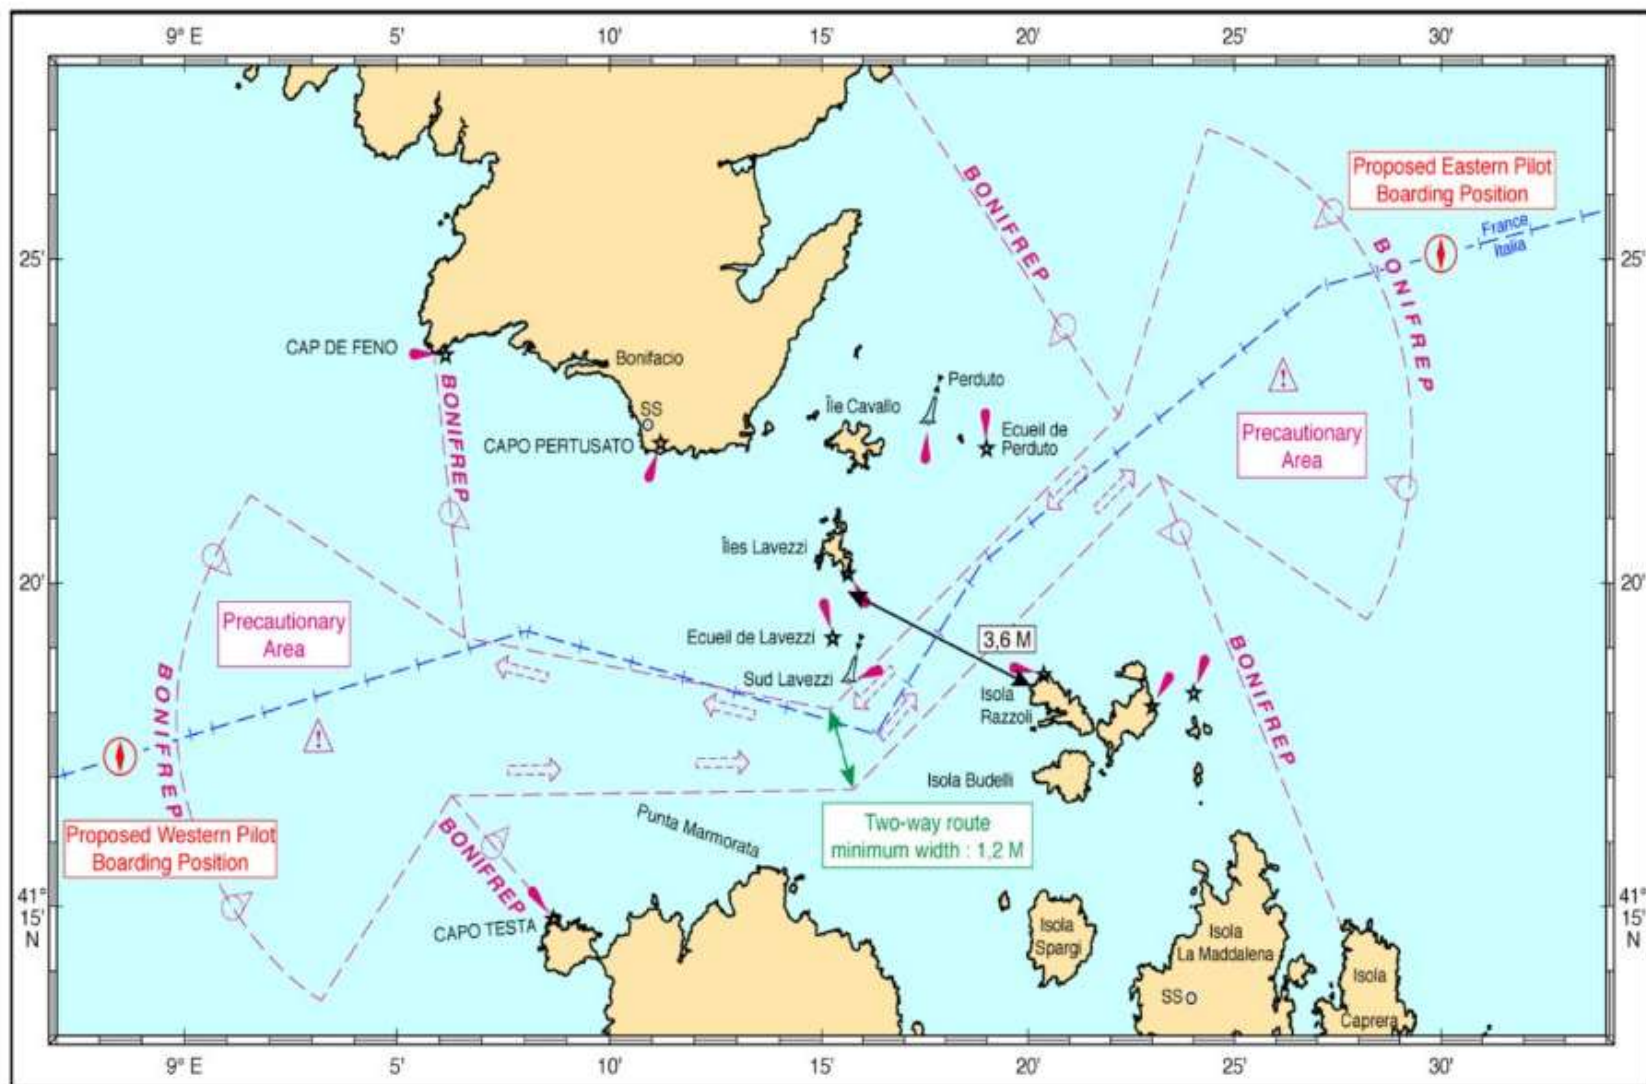 9° E 5' 10' 15' 20' 25' 30'
Proposed Eastern Pilot
Boarding Position
BONIFREP
France
Italia
25' 25'
BONIFREP
CAP DE FENO
Bonifacio
BONIFREP
Perduto
Île Cavallo
SS
CAPO PERTUSATO
Ecueil de
Perduto
Precautionary
Area
Îles Lavezzi
20' 20'
Precautionary
Area
Ecueil de Lavezzi
3,6 M
Sud Lavezzi
Isola
Razzoli
BONIFREP
BONIFREP
Isola Budelli
Punta Marmorata
Two-way route
minimum width : 1,2 M
Proposed Western Pilot
Boarding Position
BONIFREP
41°
15'
N
41°
15'
N
CAPO TESTA
Isola
Spargi
Isola
La Maddalena
SS
Isola
Caprera
9° E 5' 10' 15' 20' 25' 30'